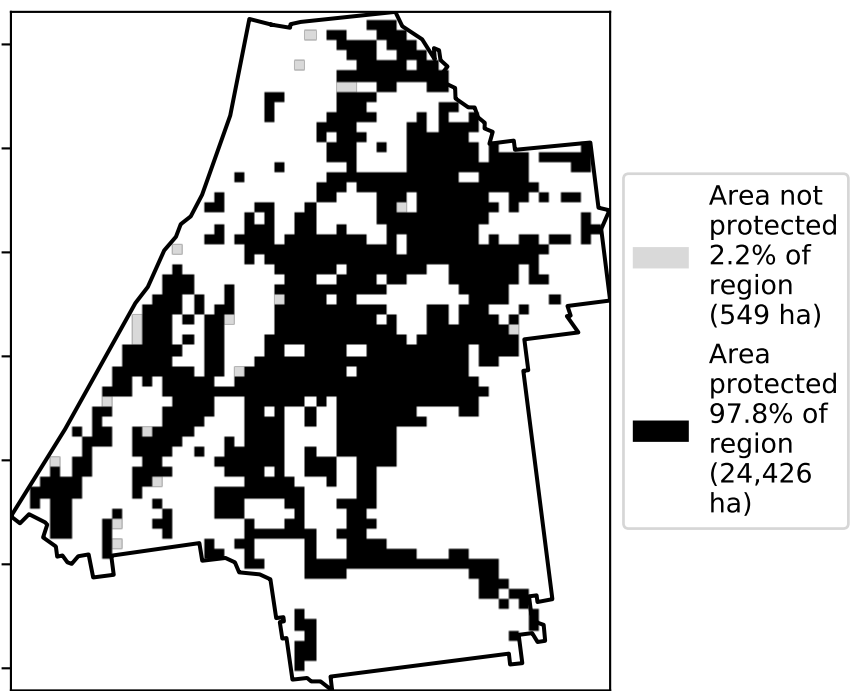 Area not
protected
2.2% of
region
(549 ha)
Area
protected
97.8% of
region
(24,426
ha)